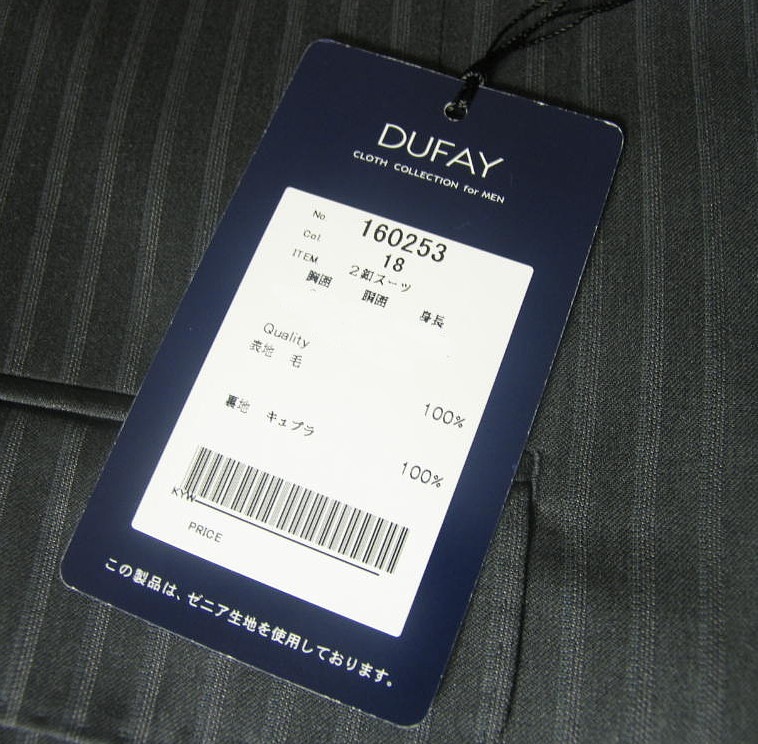 DUFAY
CLOTH COLLECTION for MEN
No 160253
Col 18
ITEM 2釦スーツ
胸囲 胴囲 身長
Quality
表地 毛
100%
裏地 キュプラ
100%
KYW
PRICE
この製品は、ゼニア生地を使用しております。